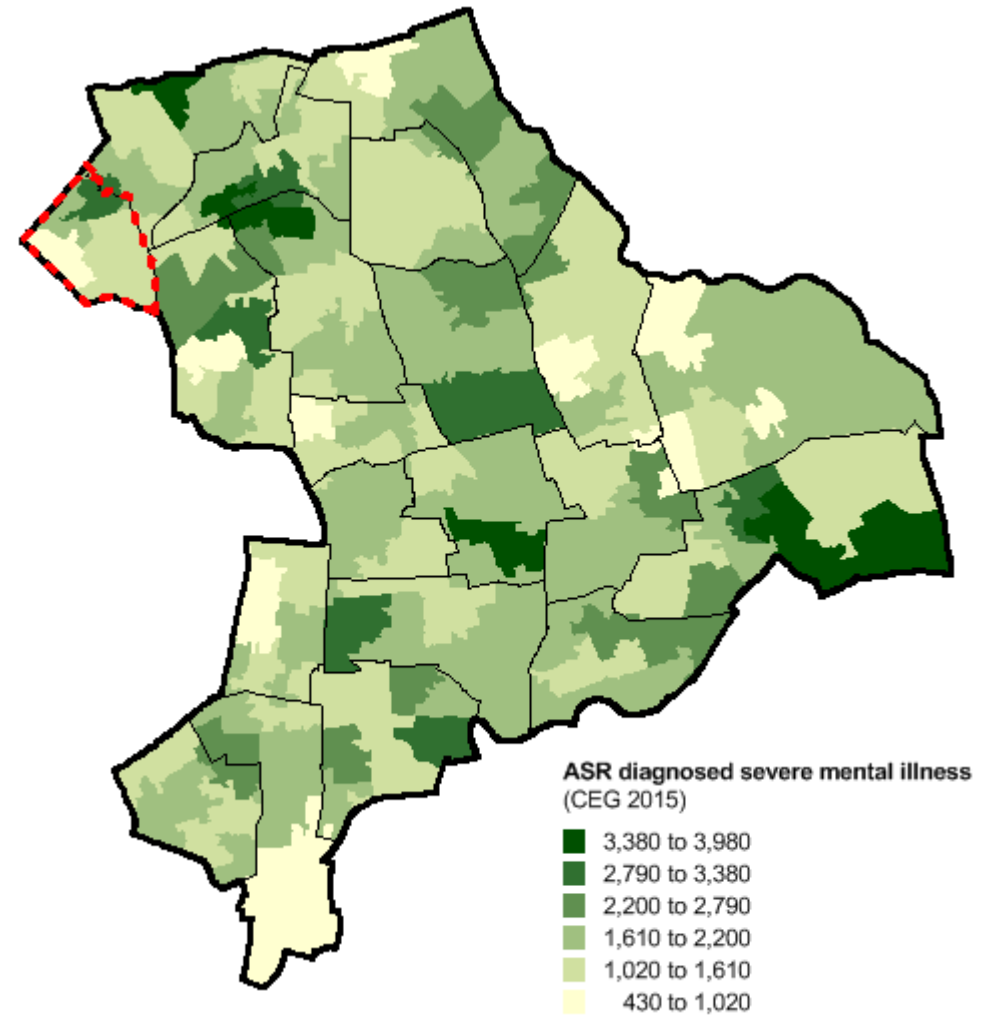 ASR diagnosed severe mental illness
(CEG 2015)
3,380 to 3,980
2,790 to 3,380
2,200 to 2,790
1,610 to 2,200
1,020 to 1,610
430 to 1,020